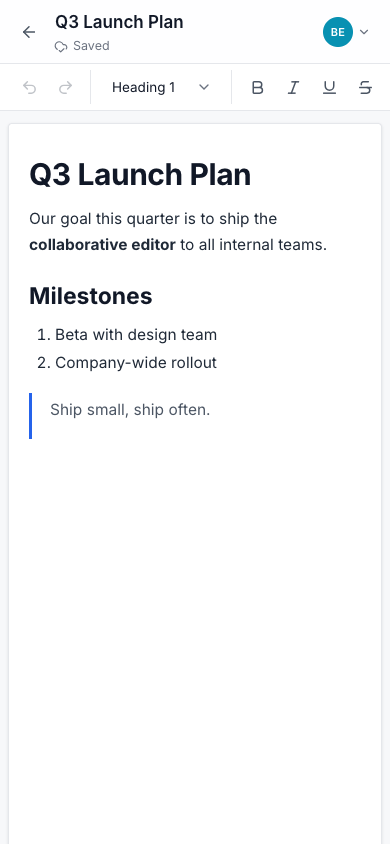 Q3 Launch Plan
Saved
BE
Heading 1
B I U S
Q3 Launch Plan
Our goal this quarter is to ship the
collaborative editor to all internal teams.
Milestones
1. Beta with design team
2. Company-wide rollout
Ship small, ship often.